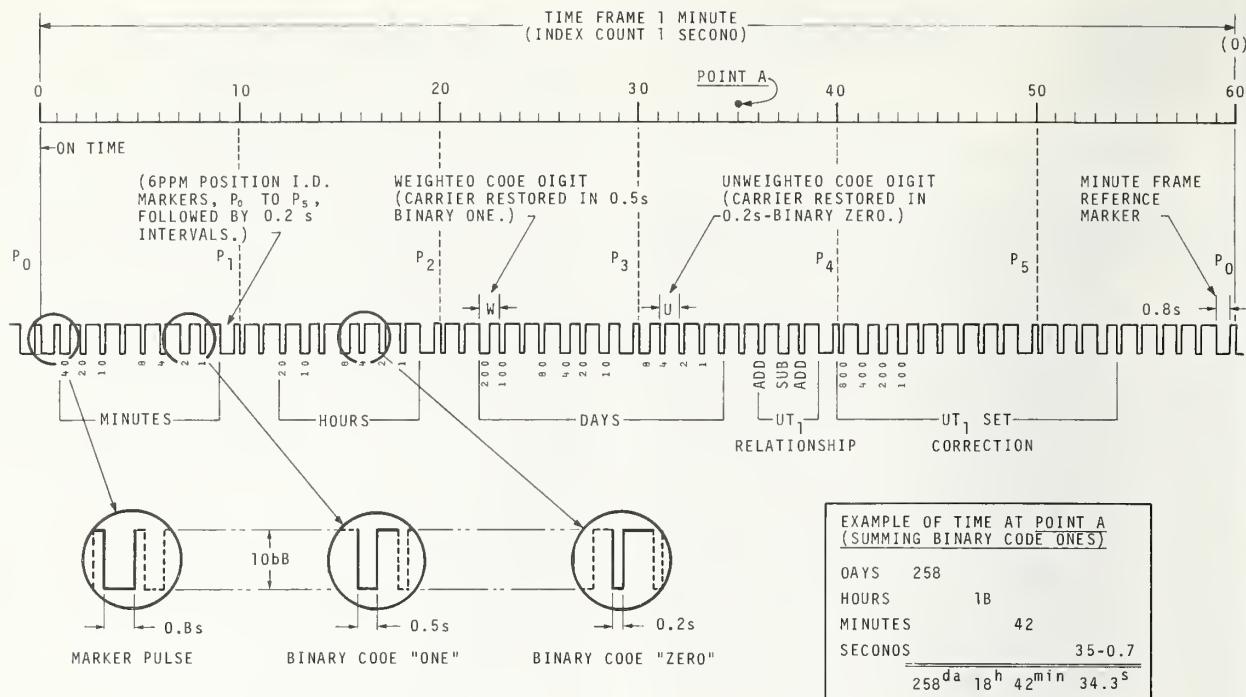 TIME FRAME 1 MINUTE
(INDEX COUNT 1 SECOND)
(0)
POINT A
0 10 20 30 40 50 60
ON TIME
(6PPM POSITION I.D.
MARKERS, P0 TO P5,
FOLLOWED BY 0.2 s
INTERVALS.)
WEIGHTEO COOE OIGIT
(CARRIER RESTORED IN 0.5s
BINARY ONE.)
UNWEIGHTEO COOE OIGIT
(CARRIER RESTORED IN
0.2s-BINARY ZERO.)
MINUTE FRAME
REFERNCE
MARKER
P0 P1 P2 P3 P4 P5 P0
W U 0.8s
40 20 10 8 4 2 1 20 10 8 4 2 1 200 100 80 40 20 10 8 4 2 1 ADD SUB ADD 800 400 200 100
MINUTES HOURS DAYS UT1 RELATIONSHIP UT1 SET CORRECTION
10bB
0.8s 0.5s 0.2s
MARKER PULSE BINARY CODE "ONE" BINARY CODE "ZERO"
EXAMPLE OF TIME AT POINT A
(SUMMING BINARY CODE ONES)
OAYS 258
HOURS 1B
MINUTES 42
SECONOS 35-0.7
258da 18h 42min 34.3s